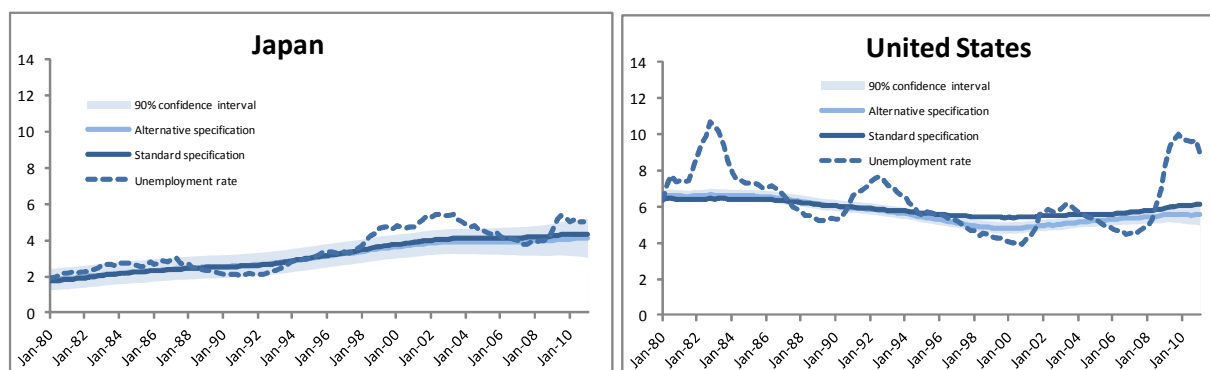 Japan
14
12
10
8
6
4
2
0
90% confidence interval
Alternative specification
Standard specification
Unemployment rate
Jan-80
Jan-82
Jan-84
Jan-86
Jan-88
Jan-90
Jan-92
Jan-94
Jan-96
Jan-98
Jan-00
Jan-02
Jan-04
Jan-06
Jan-08
Jan-10
United States
14
12
10
8
6
4
2
0
90% confidence interval
Alternative specification
Standard specification
Unemployment rate
Jan-80
Jan-82
Jan-84
Jan-86
Jan-88
Jan-90
Jan-92
Jan-94
Jan-96
Jan-98
Jan-00
Jan-02
Jan-04
Jan-06
Jan-08
Jan-10